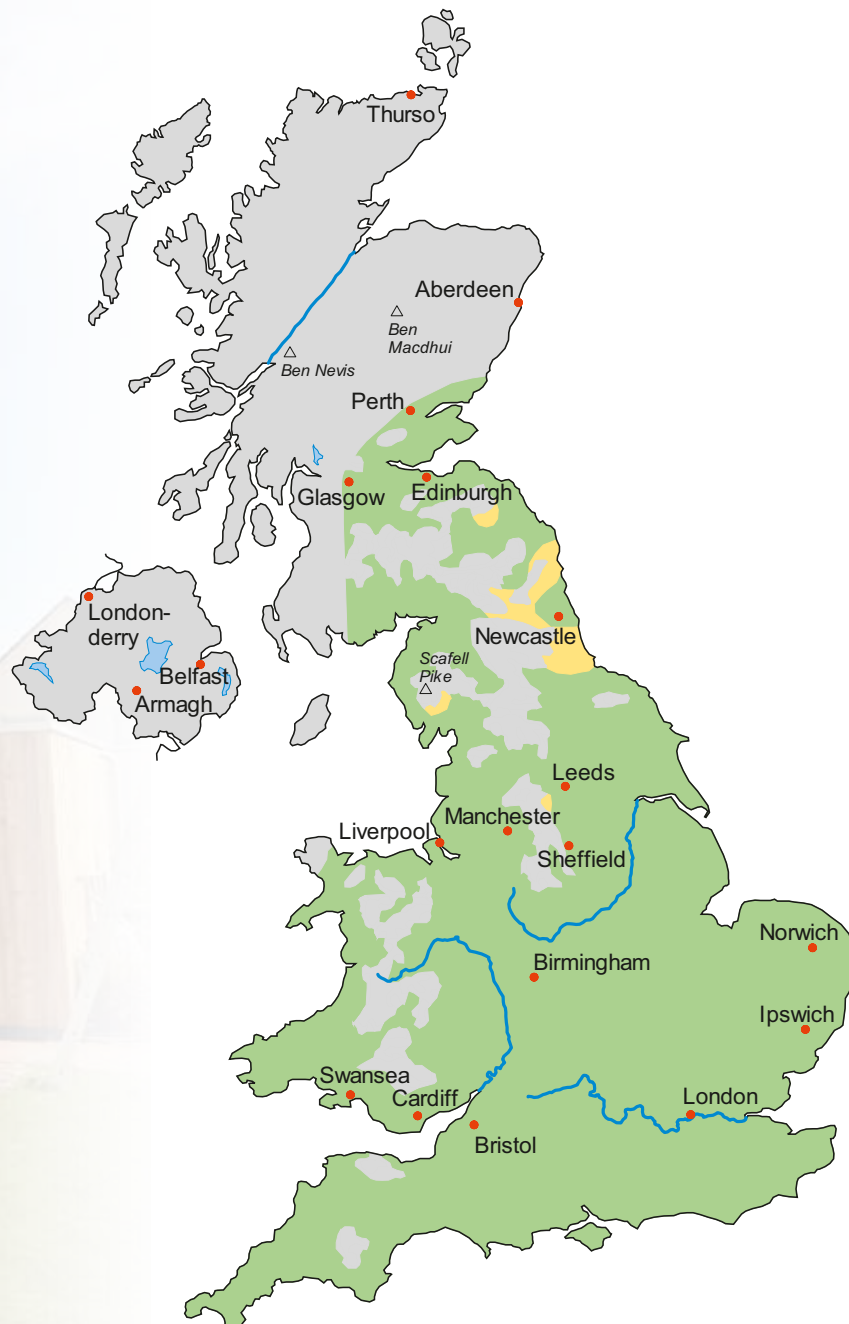 Thurso
Aberdeen
Ben
Macdhui
Ben Nevis
Perth
Glasgow
Edinburgh
London-
derry
Belfast
Armagh
Newcastle
Scafell
Pike
Leeds
Manchester
Liverpool
Sheffield
Norwich
Birmingham
Ipswich
Swansea
Cardiff
London
Bristol